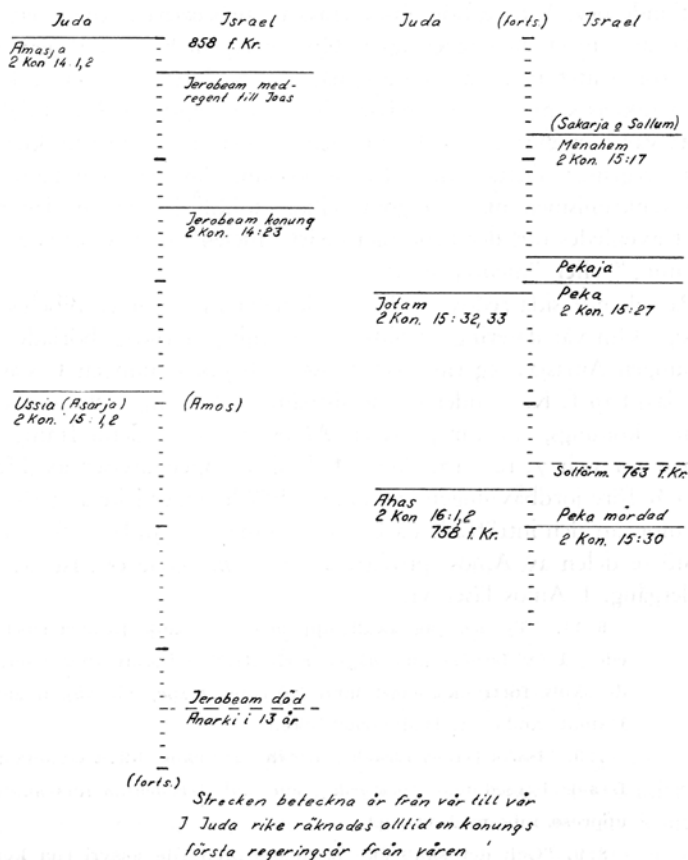 Juda Israel
858 f. Kr.
Amasja
2 Kon 14:1,2
Jerobeam med-
regent till Joas
Jerobeam konung
2 Kon. 14:23
Ussia (Asarja)
2 Kon. 15:1,2
(Amos)
Jerobeam död
Anarki i 13 år
(forts.)
Juda (forts) Israel
(Sakarja o Sallum)
Menahem
2 Kon. 15:17
Pekaja
Peka
2 Kon. 15:27
Jotam
2 Kon. 15:32,33
Solförm. 763 f.Kr.
Ahas
2 Kon 16:1,2
758 f. Kr.
Peka mördad
2 Kon. 15:30
Strecken beteckna år från vår till vår
I Juda rike räknades alltid en konungs
första regeringsår från våren